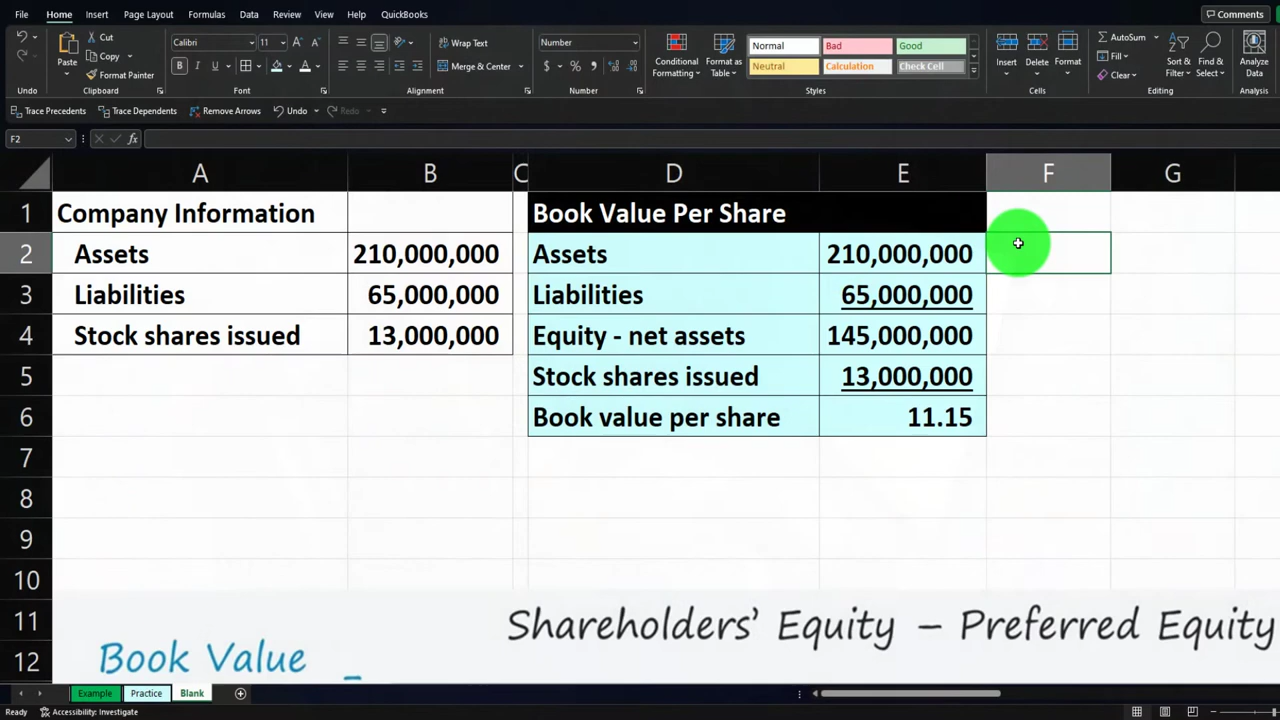 File Home Insert Page Layout Formulas Data Review View Help QuickBooks Comments
Cut Calibri 11 A A Wrap Text Number Normal Bad Good AutoSum
Paste Copy Conditional Format as Neutral Calculation Check Cell Insert Delete Format Fill Sort & Find & Analyze
Format Painter B I U A Merge & Center $ % 9 Formatting Table Clear Filter Select Data
Undo Clipboard Font Alignment Number Styles Cells Editing Analysis
Trace Precedents Trace Dependents Remove Arrows Undo Redo
F2 fx
A B C D E F G
1 Company Information Book Value Per Share
2 Assets 210,000,000 Assets 210,000,000
3 Liabilities 65,000,000 Liabilities 65,000,000
4 Stock shares issued 13,000,000 Equity - net assets 145,000,000
5 Stock shares issued 13,000,000
6 Book value per share 11.15
7
8
9
10
11 Shareholders' Equity – Preferred Equity
12 Book Value
Example Practice Blank
Ready Accessibility: Investigate